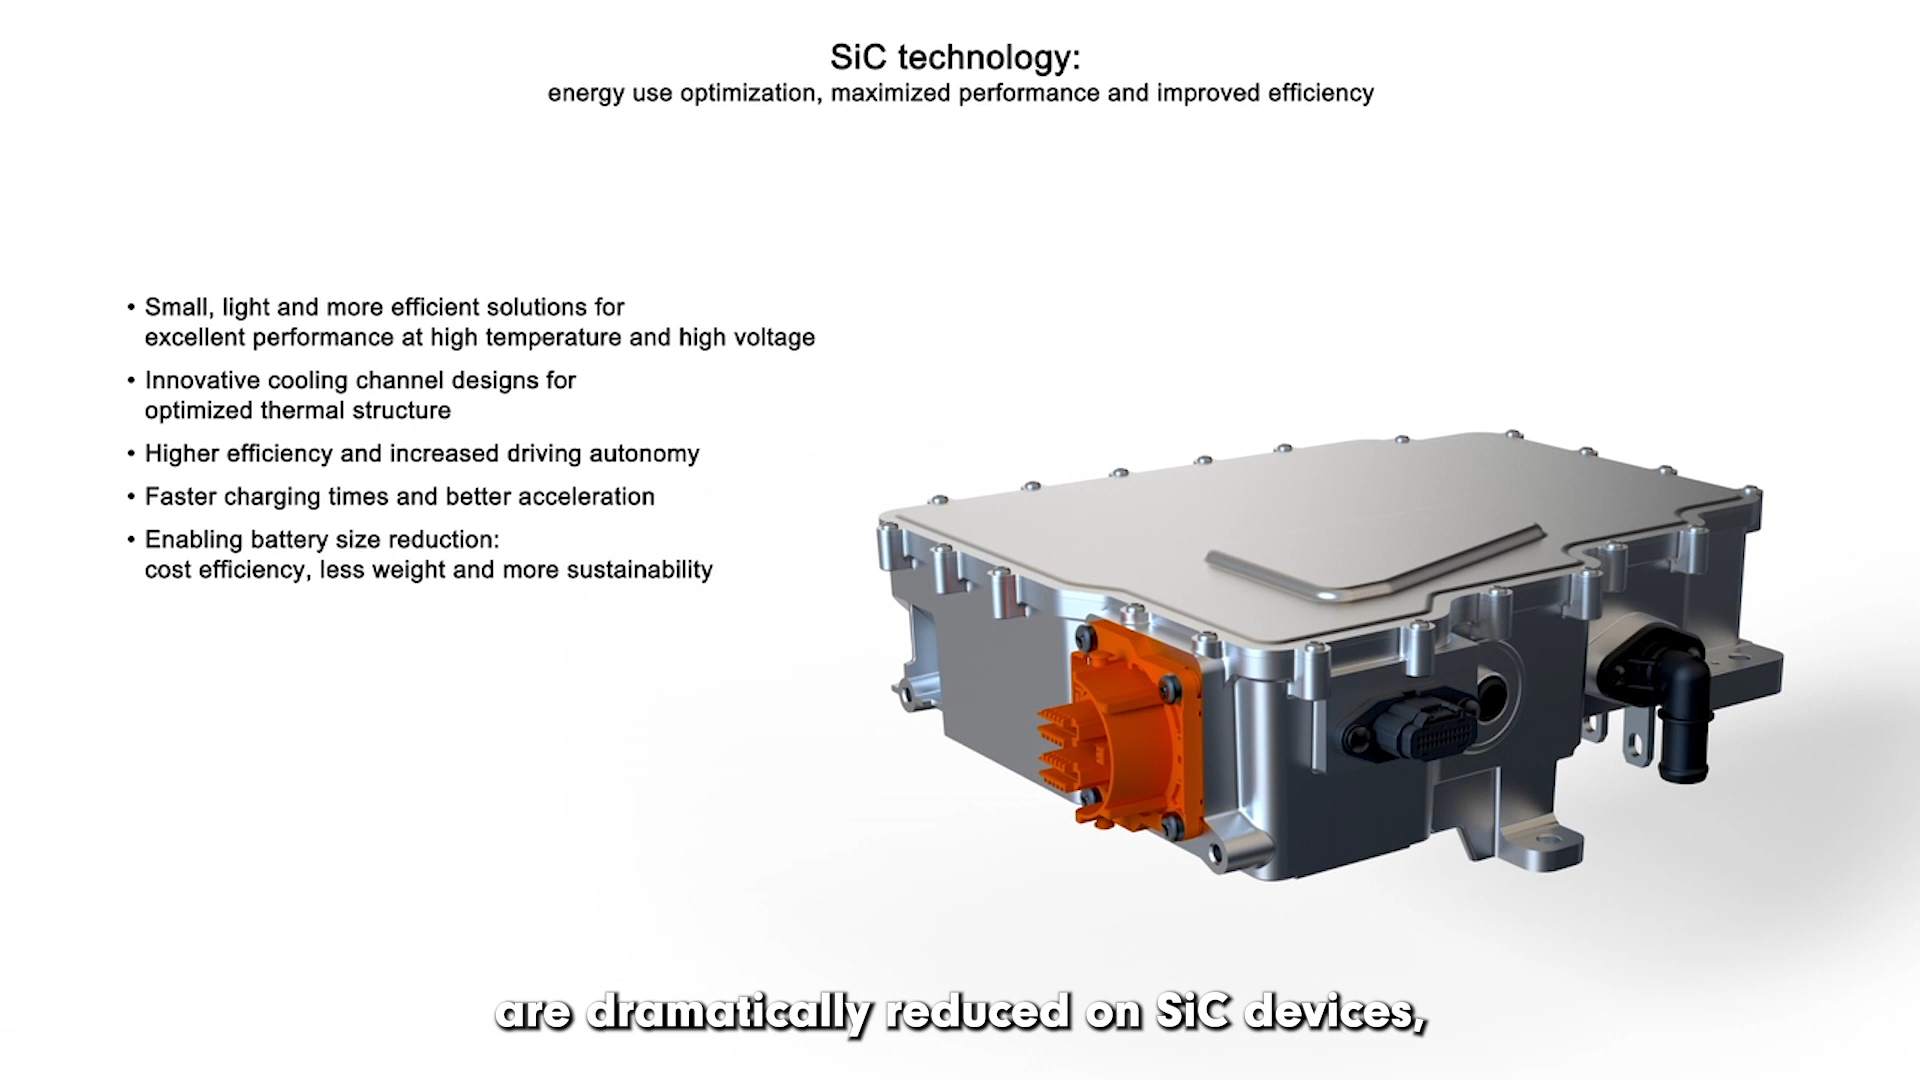 SiC technology:
energy use optimization, maximized performance and improved efficiency
• Small, light and more efficient solutions for
excellent performance at high temperature and high voltage
• Innovative cooling channel designs for
optimized thermal structure
• Higher efficiency and increased driving autonomy
• Faster charging times and better acceleration
• Enabling battery size reduction:
cost efficiency, less weight and more sustainability
are dramatically reduced on SiC devices,